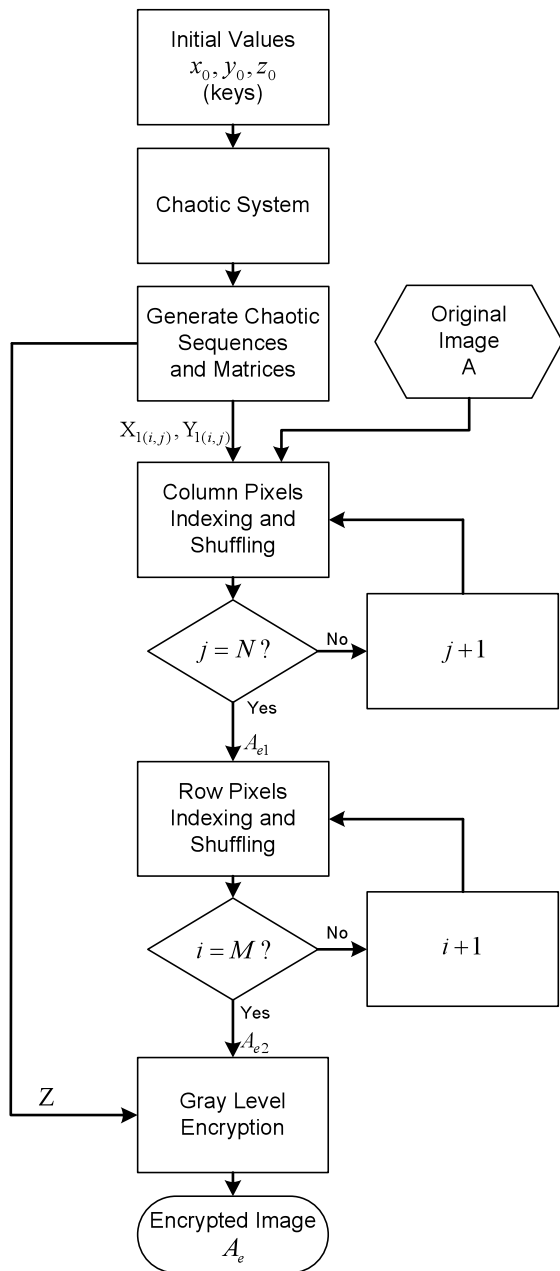 Initial Values
x₀, y₀, z₀
(keys)
Chaotic System
Generate Chaotic
Sequences
and Matrices
Original
Image
A
X₁₍ᵢ,ⱼ₎, Y₁₍ᵢ,ⱼ₎
Column Pixels
Indexing and
Shuffling
j = N ?
No
j+1
Yes
Aₑ₁
Row Pixels
Indexing and
Shuffling
i = M ?
No
i+1
Yes
Aₑ₂
Z
Gray Level
Encryption
Encrypted Image
Aₑ